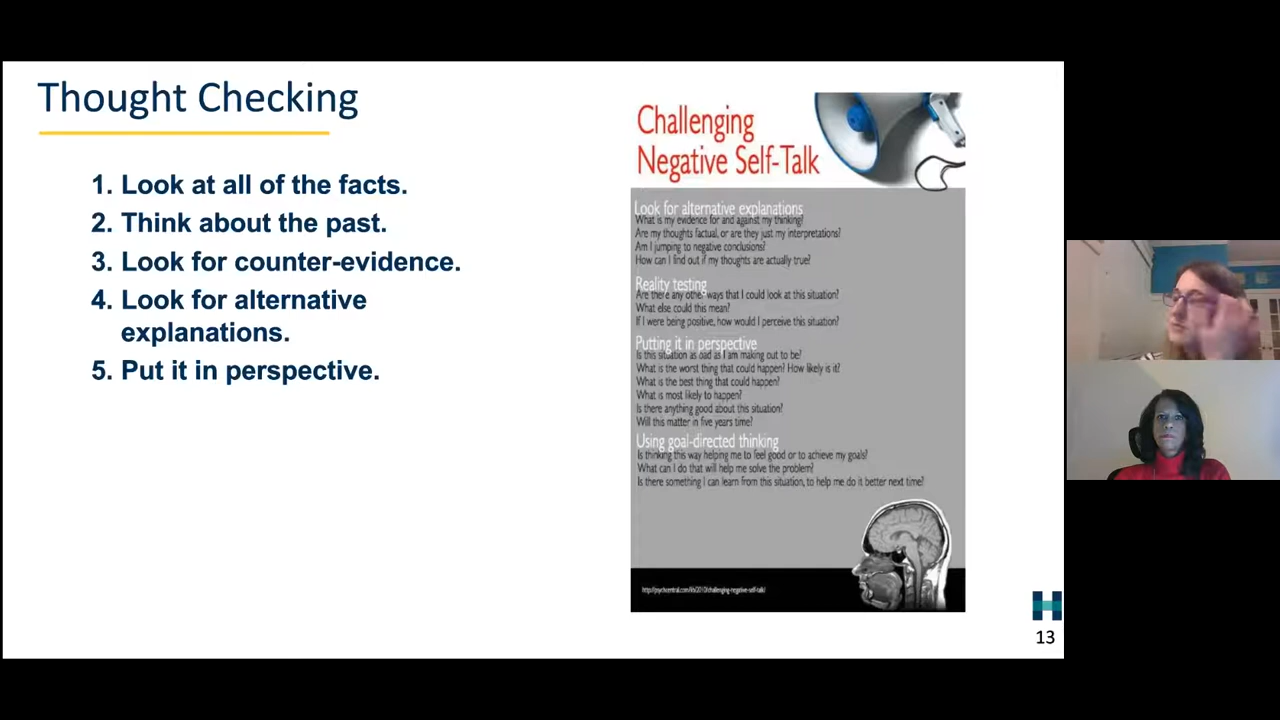 Thought Checking
1. Look at all of the facts.
2. Think about the past.
3. Look for counter-evidence.
4. Look for alternative
explanations.
5. Put it in perspective.
Challenging
Negative Self-Talk
Look for alternative explanations
What is my evidence for and against my thinking?
Are my thoughts factual, or are they just my interpretations?
Am I jumping to negative conclusions?
How can I find out if my thoughts are actually true?
Reality testing
Are there any other ways that I could look at this situation?
What else could this mean?
If I were being positive, how would I perceive this situation?
Putting it in perspective
Is this situation as bad as I am making out to be?
What is the worst thing that could happen? How likely is it?
What is the best thing that could happen?
What is most likely to happen?
Is there anything good about this situation?
Will this matter in five years time?
Using goal-directed thinking
Is thinking this way helping me to feel good or to achieve my goals?
What can I do that will help me solve the problem?
Is there something I can learn from this situation, to help me do it better next time?
H
13